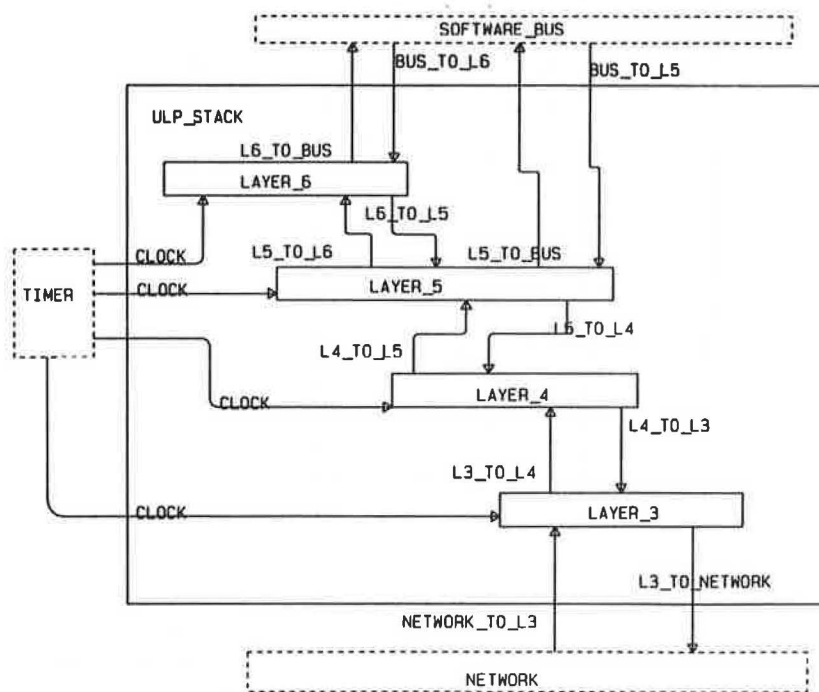 SOFTWARE_BUS
BUS_TO_L6
BUS_TO_L5
ULP_STACK
L6_TO_BUS
LAYER_6
L6_TO_L5
L5_TO_L6
L5_TO_BUS
CLOCK
TIMER
CLOCK
LAYER_5
L5_TO_L4
L4_TO_L5
LAYER_4
CLOCK
L4_TO_L3
L3_TO_L4
CLOCK
LAYER_3
L3_TO_NETWORK
NETWORK_TO_L3
NETWORK